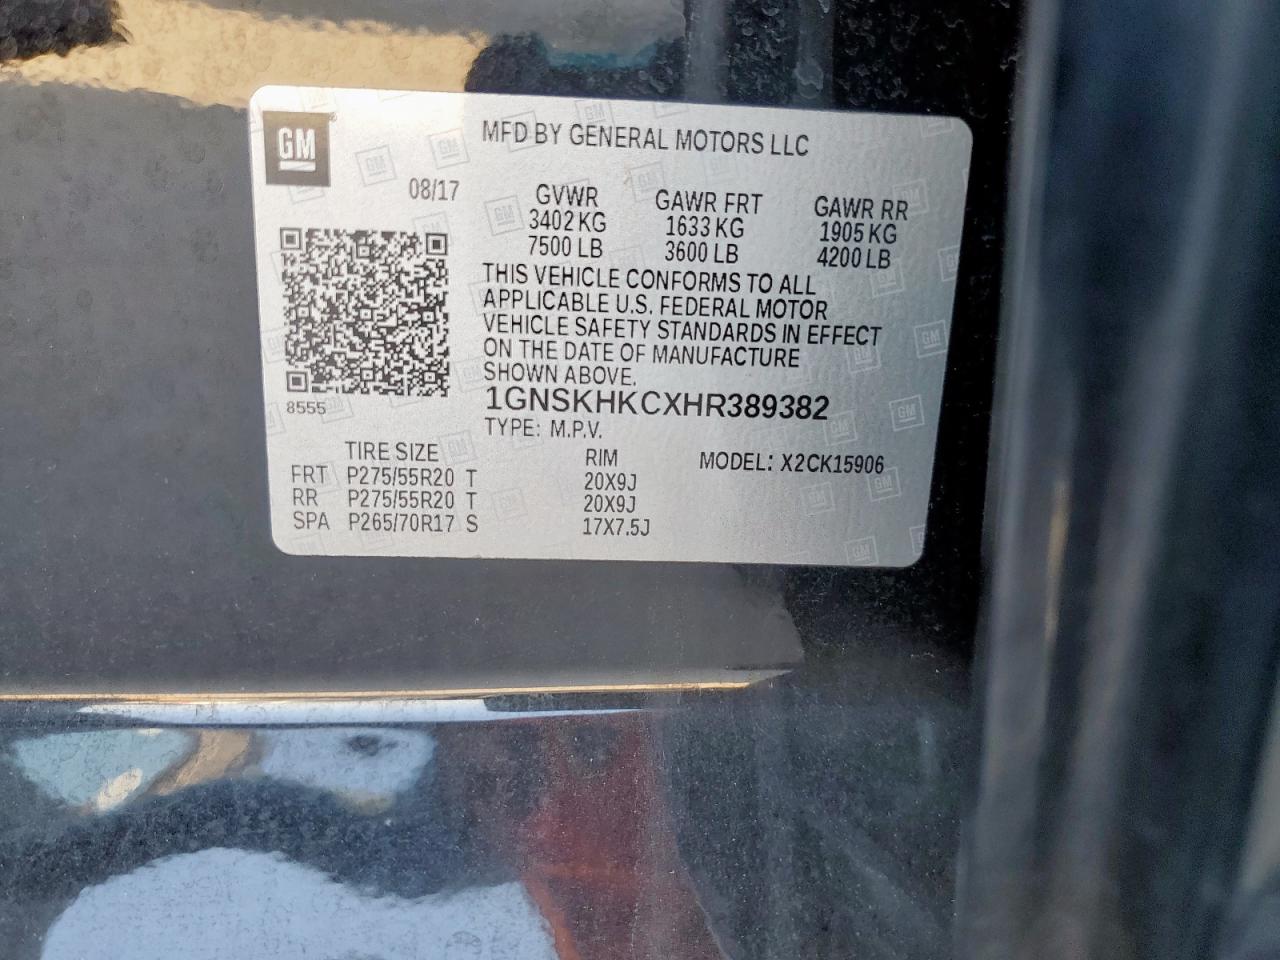 GM
MFD BY GENERAL MOTORS LLC
08/17
GVWR GAWR FRT GAWR RR
3402 KG 1633 KG 1905 KG
7500 LB 3600 LB 4200 LB
THIS VEHICLE CONFORMS TO ALL
APPLICABLE U.S. FEDERAL MOTOR
VEHICLE SAFETY STANDARDS IN EFFECT
ON THE DATE OF MANUFACTURE
SHOWN ABOVE.
8555
1GNSKHKCXHR389382
TYPE: M.P.V.
TIRE SIZE RIM MODEL: X2CK15906
FRT P275/55R20 T 20X9J
RR P275/55R20 T 20X9J
SPA P265/70R17 S 17X7.5J